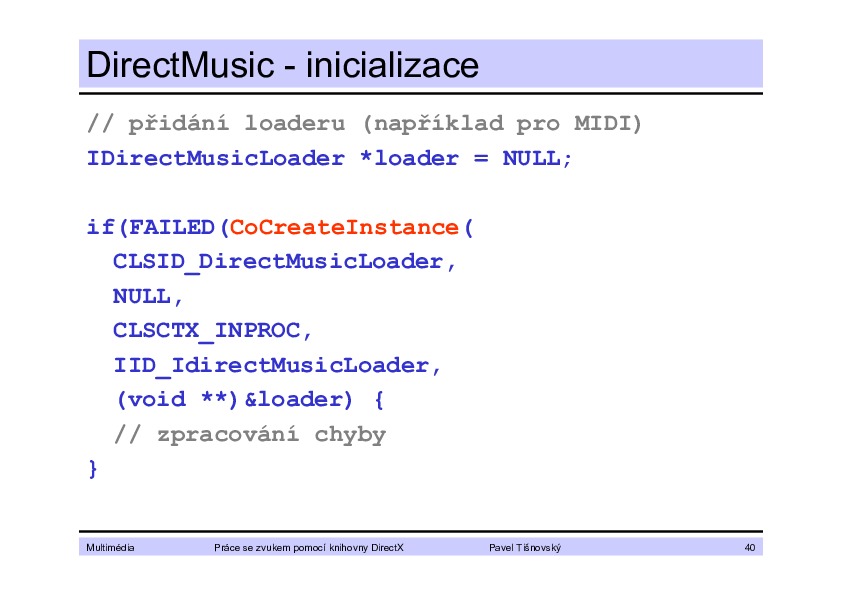 DirectMusic - inicializace
// přidání loaderu (například pro MIDI)
IDirectMusicLoader *loader = NULL;
if(FAILED(CoCreateInstance(
CLSID_DirectMusicLoader,
NULL,
CLSCTX_INPROC,
IID_IdirectMusicLoader,
(void **)&loader) {
// zpracování chyby
}
Multimédia Práce se zvukem pomocí knihovny DirectX Pavel Tišnovský 40